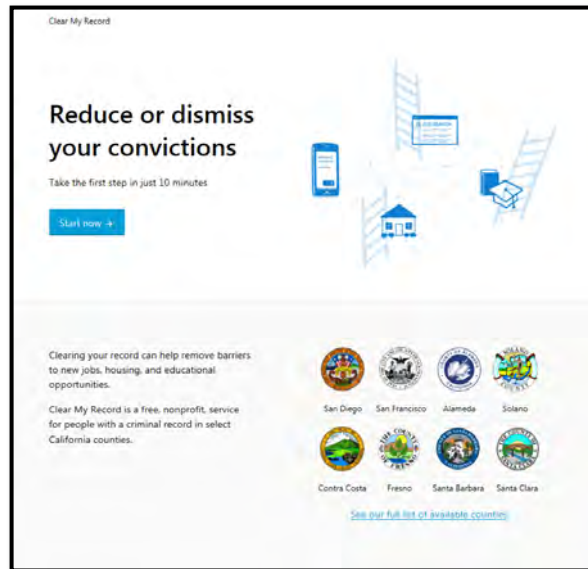 Clear My Record
Reduce or dismiss
your convictions
Take the first step in just 10 minutes
Start now →
Clearing your record can help remove barriers
to new jobs, housing, and educational
opportunities.
Clear My Record is a free, nonprofit, service
for people with a criminal record in select
California counties.
San Diego San Francisco Alameda Solano
Contra Costa Fresno Santa Barbara Santa Clara
See our full list of available counties